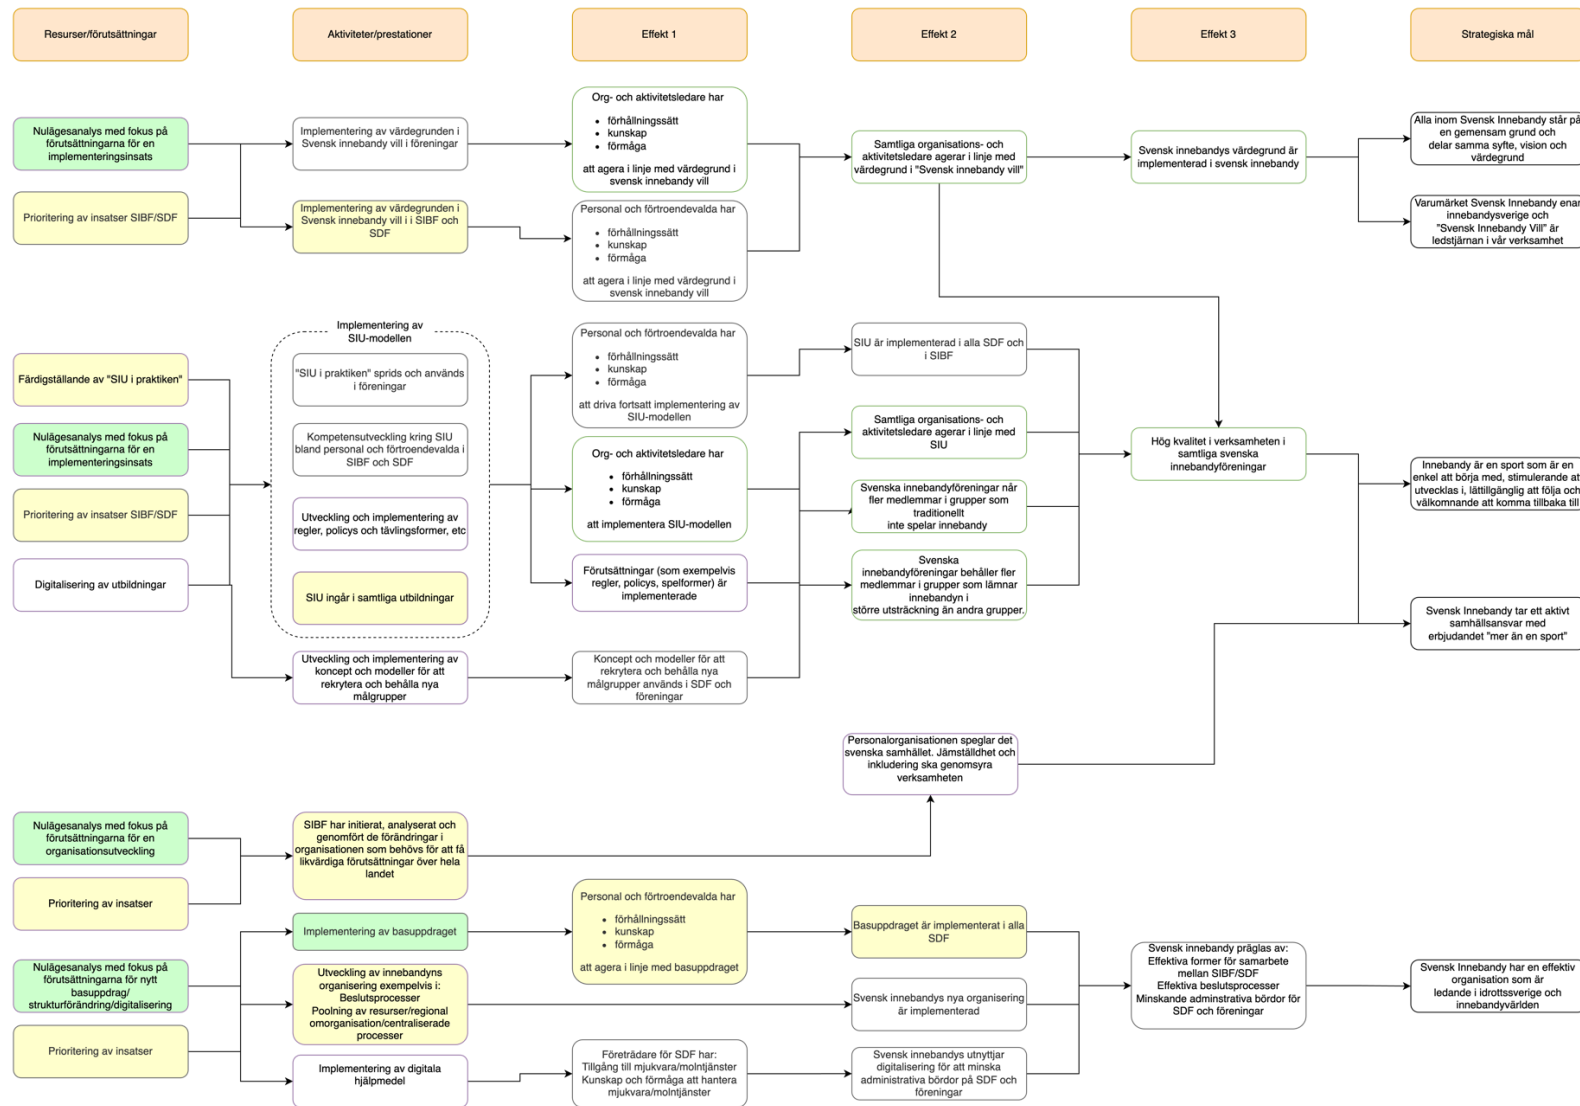 Resurser/förutsättningar
Aktiviteter/prestationer
Effekt 1
Effekt 2
Effekt 3
Strategiska mål
Nulägesanalys med fokus på
förutsättningarna för en
implementeringsinsats
Prioritering av insatser SIBF/SDF
Implementering av värdegrunden i
Svensk innebandy vill i föreningar
Implementering av värdegrunden i
Svensk innebandy vill i i SIBF och
SDF
Org- och aktivitetsledare har
• förhållningssätt
• kunskap
• förmåga
att agera i linje med värdegrund i
svensk innebandy vill
Personal och förtroendevalda har
• förhållningssätt
• kunskap
• förmåga
att agera i linje med värdegrund i
svensk innebandy vill
Samtliga organisations- och
aktivitetsledare agerar i linje med
värdegrund i "Svensk innebandy vill"
Svensk innebandys värdegrund är
implementerad i svensk innebandy
Alla inom Svensk Innebandy står på
en gemensam grund och
delar samma syfte, vision och
värdegrund
Varumärket Svensk Innebandy enar
innebandysverige och
"Svensk Innebandy Vill" är
ledstjärnan i vår verksamhet
Färdigställande av "SIU i praktiken"
Nulägesanalys med fokus på
förutsättningarna för en
implementeringsinsats
Prioritering av insatser SIBF/SDF
Digitalisering av utbildningar
Implementering av
SIU-modellen
"SIU i praktiken" sprids och används
i föreningar
Kompetensutveckling kring SIU
bland personal och förtroendevalda i
SIBF och SDF
Utveckling och implementering av
regler, policys och tävlingsformer, etc
SIU ingår i samtliga utbildningar
Utveckling och implementering av
koncept och modeller för att
rekrytera och behålla nya
målgrupper
Personal och förtroendevalda har
• förhållningssätt
• kunskap
• förmåga
att driva fortsatt implementering av
SIU-modellen
Org- och aktivitetsledare har
• förhållningssätt
• kunskap
• förmåga
att implementera SIU-modellen
Förutsättningar (som exempelvis
regler, policys, spelformer) är
implementerade
Koncept och modeller för att
rekrytera och behålla nya
målgrupper används i SDF och
föreningar
SIU är implementerad i alla SDF och
i SIBF
Samtliga organisations- och
aktivitetsledare agerar i linje med
SIU
Svenska innebandyföreningar når
fler medlemmar i grupper som
traditionellt
inte spelar innebandy
Svenska
innebandyföreningar behåller fler
medlemmar i grupper som lämnar
innebandyn i
större utsträckning än andra grupper.
Hög kvalitet i verksamheten i
samtliga svenska
innebandyföreningar
Innebandy är en sport som är en
enkel att börja med, stimulerande att
utvecklas i, lättillgänglig att följa och
välkomnande att komma tillbaka till
Svensk Innebandy tar ett aktivt
samhällsansvar med
erbjudandet "mer än en sport"
Personalorganisationen speglar det
svenska samhället. Jämställdhet och
inkludering ska genomsyra
verksamheten
Nulägesanalys med fokus på
förutsättningarna för en
organisationsutveckling
Prioritering av insatser
SIBF har initierat, analyserat och
genomfört de förändringar i
organisationen som behövs för att få
likvärdiga förutsättningar över hela
landet
Nulägesanalys med fokus på
förutsättningarna för nytt
basuppdrag/
strukturförändring/digitalisering
Prioritering av insatser
Implementering av basuppdraget
Utveckling av innebandyns
organisering exempelvis i:
Beslutsprocesser
Poolning av resurser/regional
omorganisation/centraliserade
processer
Implementering av digitala
hjälpmedel
Personal och förtroendevalda har
• förhållningssätt
• kunskap
• förmåga
att agera i linje med basuppdraget
Företrädare för SDF har:
Tillgång till mjukvara/molntjänster
Kunskap och förmåga att hantera
mjukvara/molntjänster
Basuppdraget är implementerat i alla
SDF
Svensk innebandys nya organisering
är implementerad
Svensk innebandys utnyttjar
digitalisering för att minska
administrativa bördor på SDF och
föreningar
Svensk innebandy präglas av:
Effektiva former för samarbete
mellan SIBF/SDF
Effektiva beslutsprocesser
Minskande adminstrativa bördor för
SDF och föreningar
Svensk Innebandy har en effektiv
organisation som är
ledande i idrottssverige och
innebandyvärlden